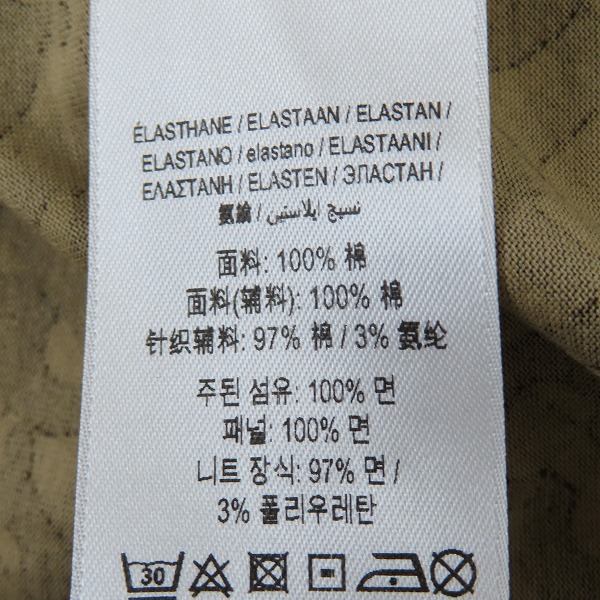 ÉLASTHANE / ELASTAAN / ELASTAN /
ELASTANO / elastano / ELASTAANI /
ΕΛΑΣΤΑΝΗ / ELASTEN / ЭЛАСТАН /
氨綸 / نسيج ايلاستين
面料: 100% 棉
面料(辅料): 100% 棉
针织辅料: 97% 棉 / 3% 氨纶
주된 섬유: 100% 면
패널: 100% 면
니트 장식: 97% 면 /
3% 폴리우레탄
30